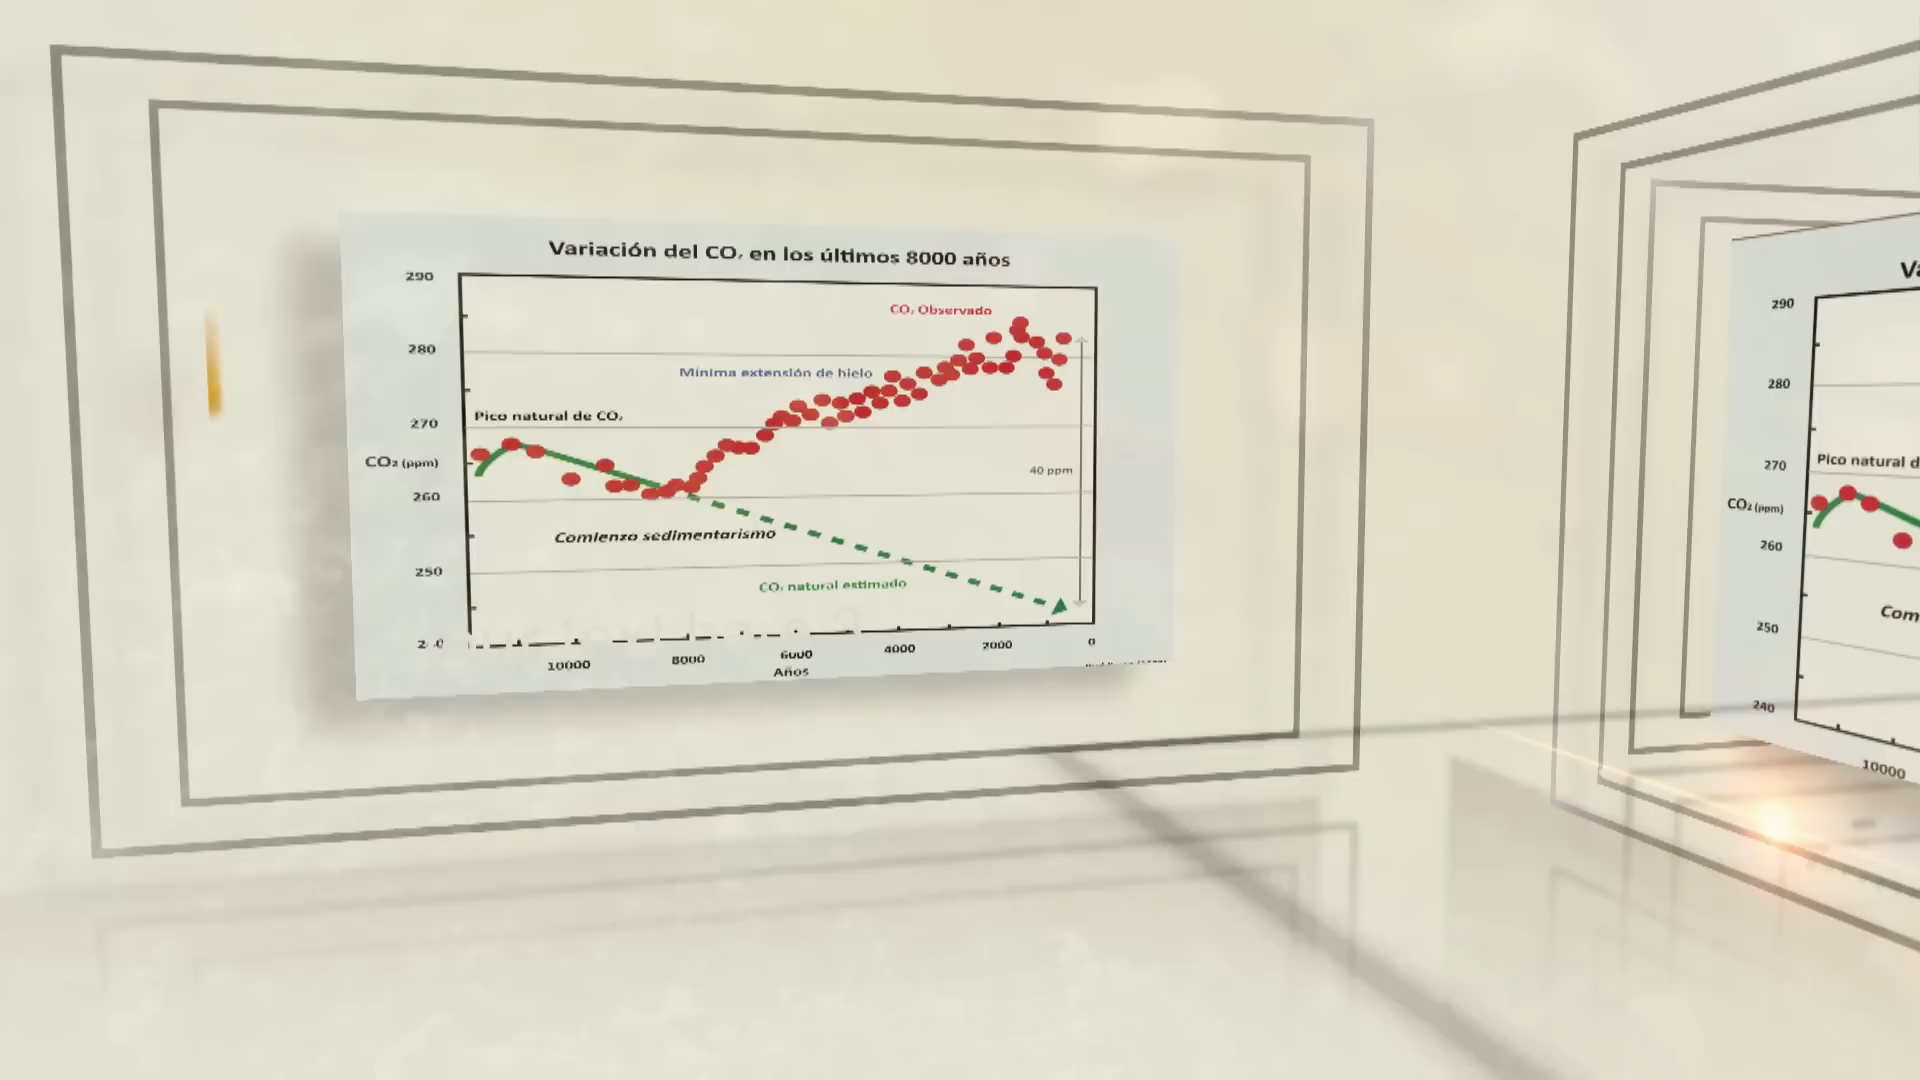 Variación del CO₂ en los últimos 8000 años
290
CO₂ Observado
280
Mínima extensión de hielo
Pico natural de CO₂
270
CO₂ (ppm)
40 ppm
260
Comienzo sedimentarismo
250
CO₂ natural estimado
10000
8000
6000
4000
2000
0
Años
290
280
270
Pico natural d
CO₂ (ppm)
260
Com
250
240
10000